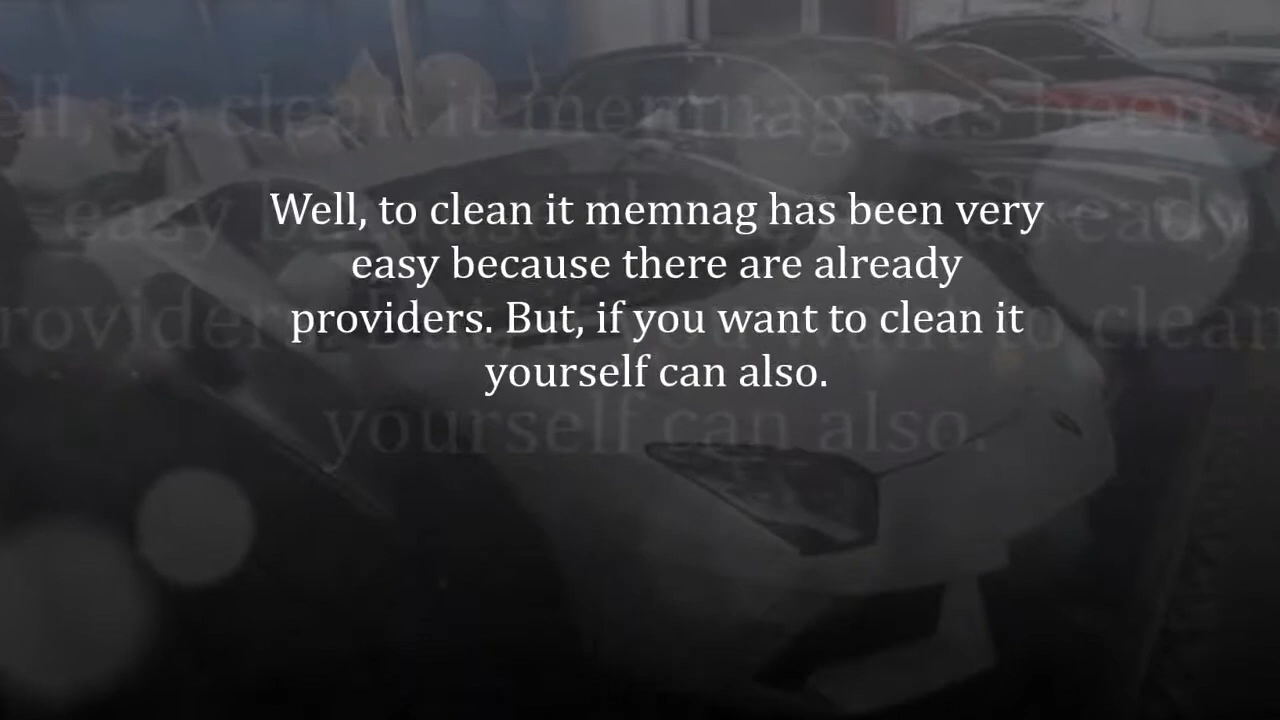 Well, to clean it memnag has been very
easy because there are already
providers. But, if you want to clean it
yourself can also.